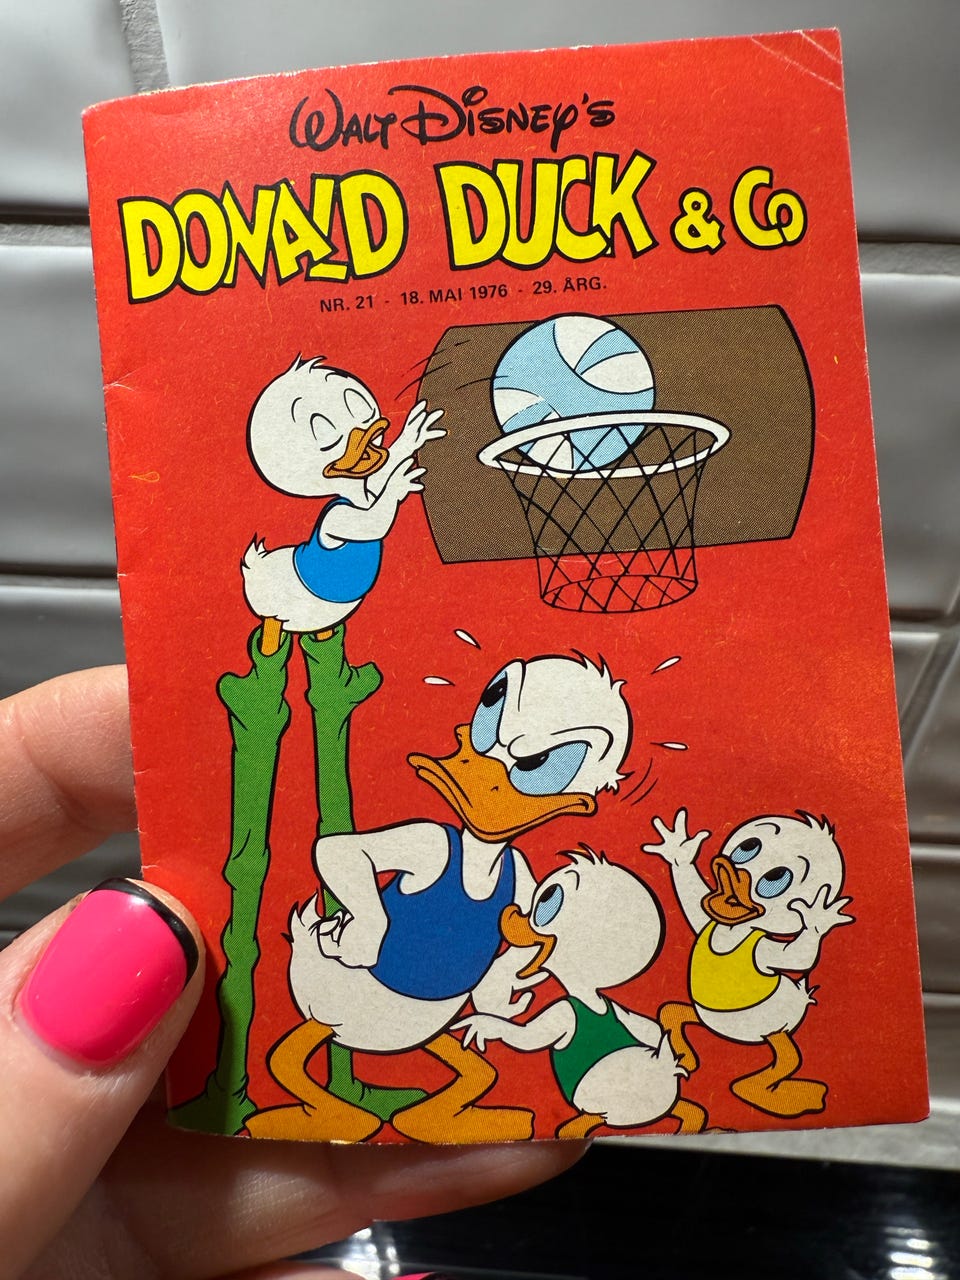 WALT DISNEY'S
DONALD DUCK & CO
NR. 21 - 18. MAI 1976 - 29. ÅRG.